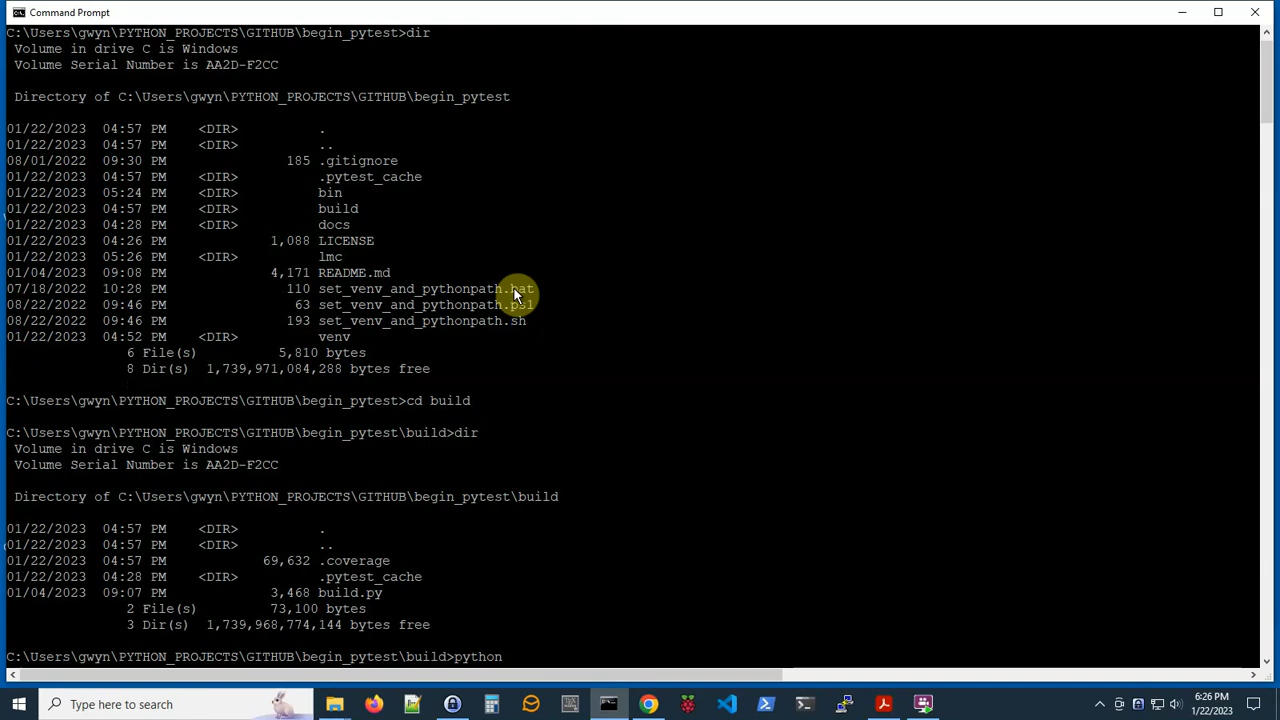 Command Prompt
C:\Users\gwyn\PYTHON_PROJECTS\GITHUB\begin_pytest>dir
Volume in drive C is Windows
Volume Serial Number is AA2D-F2CC
Directory of C:\Users\gwyn\PYTHON_PROJECTS\GITHUB\begin_pytest
01/22/2023 04:57 PM <DIR> .
01/22/2023 04:57 PM <DIR> ..
08/01/2022 09:30 PM 185 .gitignore
01/22/2023 04:57 PM <DIR> .pytest_cache
01/22/2023 05:24 PM <DIR> bin
01/22/2023 04:57 PM <DIR> build
01/22/2023 04:28 PM <DIR> docs
01/22/2023 04:26 PM 1,088 LICENSE
01/22/2023 05:26 PM <DIR> lmc
01/04/2023 09:08 PM 4,171 README.md
07/18/2022 10:28 PM 110 set_venv_and_pythonpath.bat
08/22/2022 09:46 PM 63 set_venv_and_pythonpath.ps1
08/22/2022 09:46 PM 193 set_venv_and_pythonpath.sh
01/22/2023 04:52 PM <DIR> venv
6 File(s) 5,810 bytes
8 Dir(s) 1,739,971,084,288 bytes free
C:\Users\gwyn\PYTHON_PROJECTS\GITHUB\begin_pytest>cd build
C:\Users\gwyn\PYTHON_PROJECTS\GITHUB\begin_pytest\build>dir
Volume in drive C is Windows
Volume Serial Number is AA2D-F2CC
Directory of C:\Users\gwyn\PYTHON_PROJECTS\GITHUB\begin_pytest\build
01/22/2023 04:57 PM <DIR> .
01/22/2023 04:57 PM <DIR> ..
01/22/2023 04:57 PM 69,632 .coverage
01/22/2023 04:28 PM <DIR> .pytest_cache
01/04/2023 09:07 PM 3,468 build.py
2 File(s) 73,100 bytes
3 Dir(s) 1,739,968,774,144 bytes free
C:\Users\gwyn\PYTHON_PROJECTS\GITHUB\begin_pytest\build>python
Type here to search
6:26 PM
1/22/2023